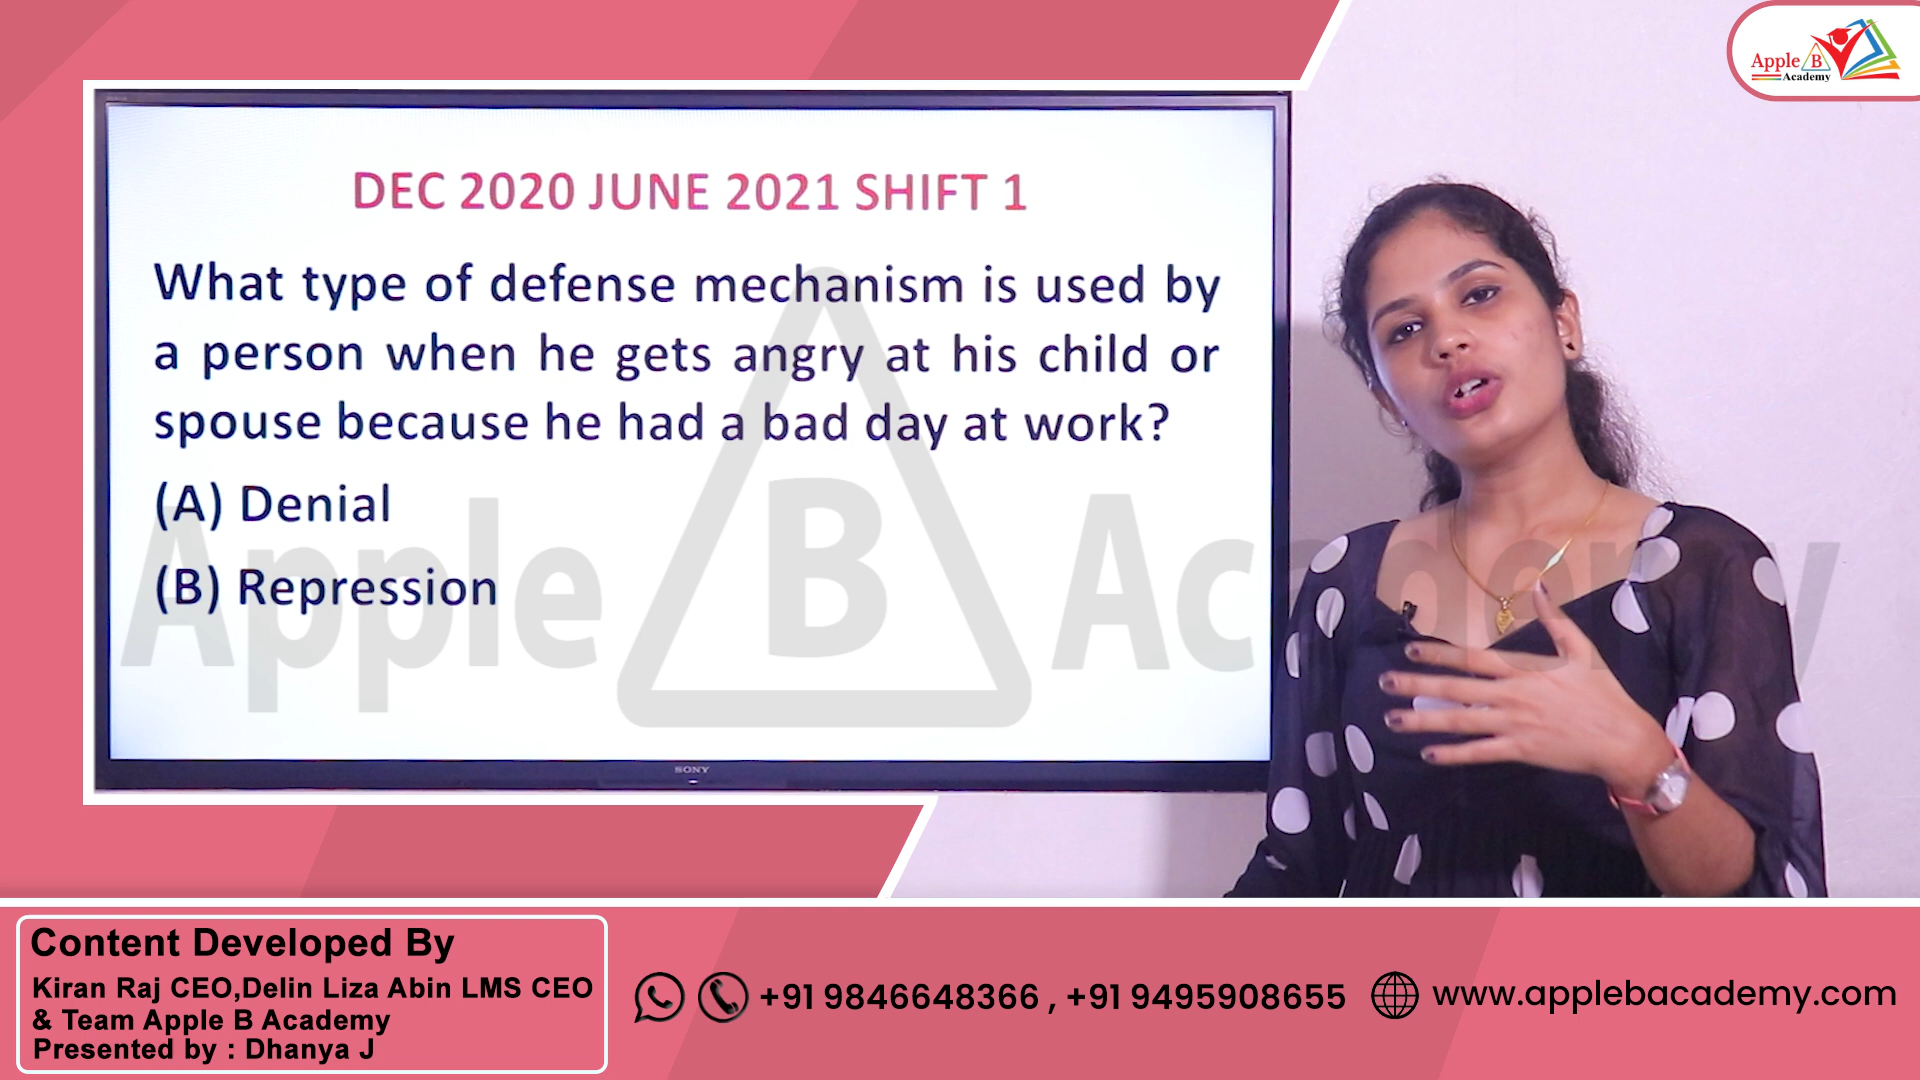 Apple B
Academy
DEC 2020 JUNE 2021 SHIFT 1
What type of defense mechanism is used by
a person when he gets angry at his child or
spouse because he had a bad day at work?
(A) Denial
(B) Repression
Apple B Academy
SONY
Content Developed By
Kiran Raj CEO,Delin Liza Abin LMS CEO
& Team Apple B Academy
Presented by : Dhanya J
+91 9846648366 , +91 9495908655
www.applebacademy.com